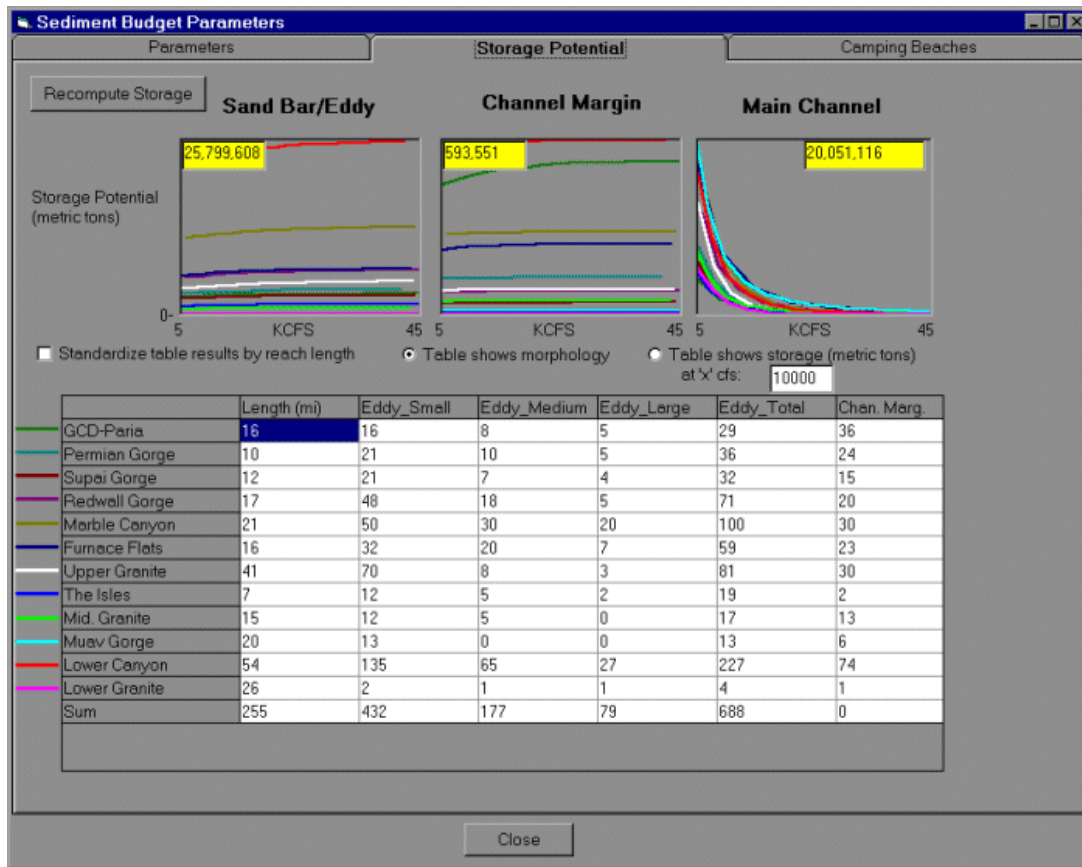 Sediment Budget Parameters
Parameters Storage Potential Camping Beaches
Recompute Storage
Sand Bar/Eddy Channel Margin Main Channel
25,799,608 593,551 20,051,116
Storage Potential
(metric tons)
0-
5 KCFS 45 5 KCFS 45 5 KCFS 45
Standardize table results by reach length Table shows morphology Table shows storage (metric tons)
at 'x' cfs: 10000
Length (mi) Eddy_Small Eddy_Medium Eddy_Large Eddy_Total Chan. Marg.
GCD-Paria 16 16 8 5 29 36
Permian Gorge 10 21 10 5 36 24
Supai Gorge 12 21 7 4 32 15
Redwall Gorge 17 48 18 5 71 20
Marble Canyon 21 50 30 20 100 30
Furnace Flats 16 32 20 7 59 23
Upper Granite 41 70 8 3 81 30
The Isles 7 12 5 2 19 2
Mid. Granite 15 12 5 0 17 13
Muav Gorge 20 13 0 0 13 6
Lower Canyon 54 135 65 27 227 74
Lower Granite 26 2 1 1 4 1
Sum 255 432 177 79 688 0
Close